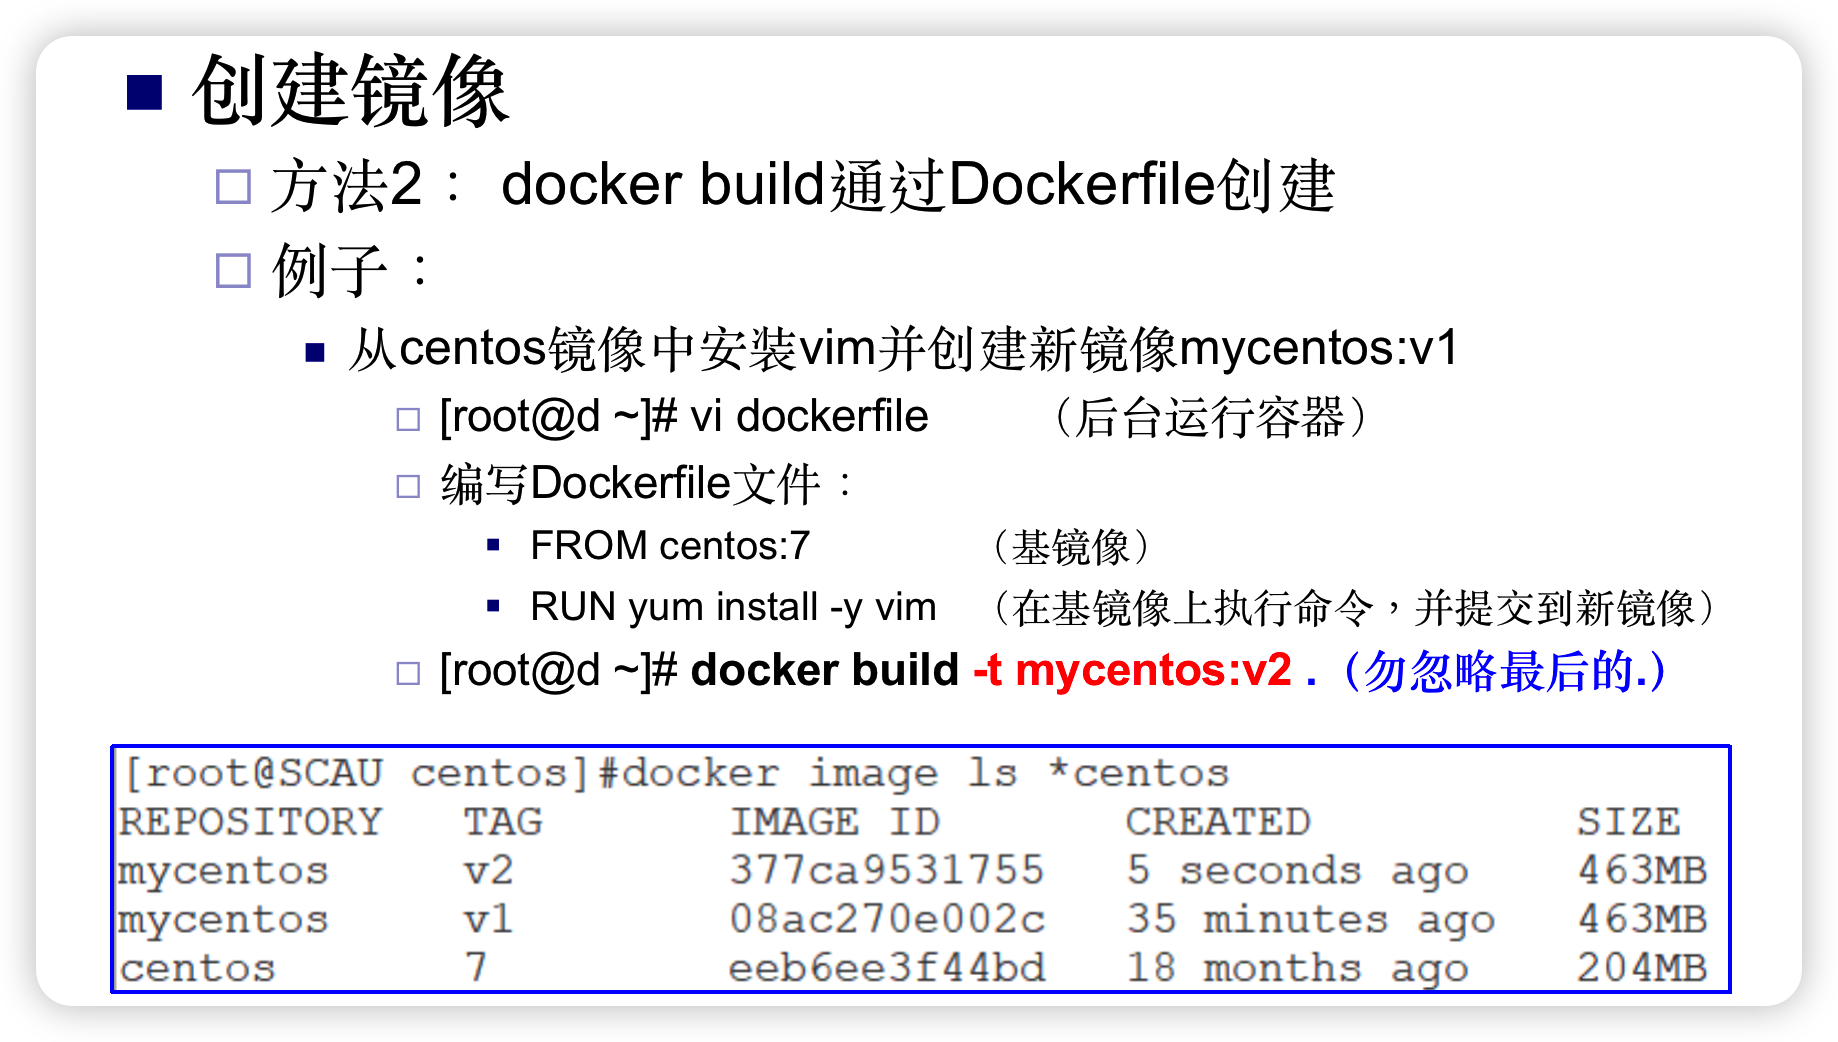 创建镜像
方法2： docker build通过Dockerfile创建
例子：
从centos镜像中安装vim并创建新镜像mycentos:v1
[root@d ~]# vi dockerfile （后台运行容器）
编写Dockerfile文件：
FROM centos:7 （基镜像）
RUN yum install -y vim （在基镜像上执行命令，并提交到新镜像）
[root@d ~]# docker build -t mycentos:v2 .（勿忽略最后的.）
[root@SCAU centos]#docker image ls *centos
REPOSITORY TAG IMAGE ID CREATED SIZE
mycentos v2 377ca9531755 5 seconds ago 463MB
mycentos v1 08ac270e002c 35 minutes ago 463MB
centos 7 eeb6ee3f44bd 18 months ago 204MB